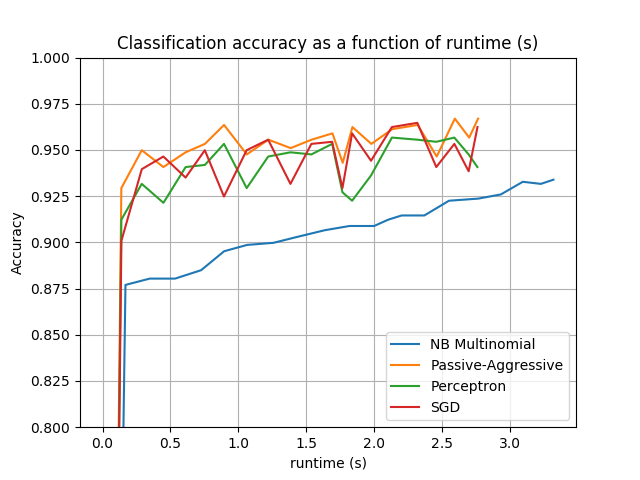 Classification accuracy as a function of runtime (s)
1.000
0.975
0.950
0.925
0.900
0.875
0.850
0.825
0.800
Accuracy
NB Multinomial
Passive-Aggressive
Perceptron
SGD
0.0 0.5 1.0 1.5 2.0 2.5 3.0
runtime (s)